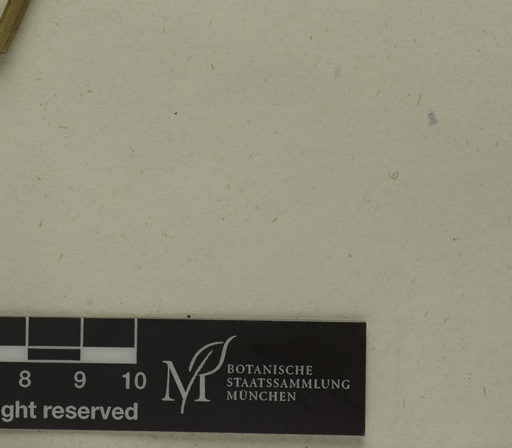 8 9 10
ght reserved
M
BOTANISCHE
STAATSSAMMLUNG
MÜNCHEN